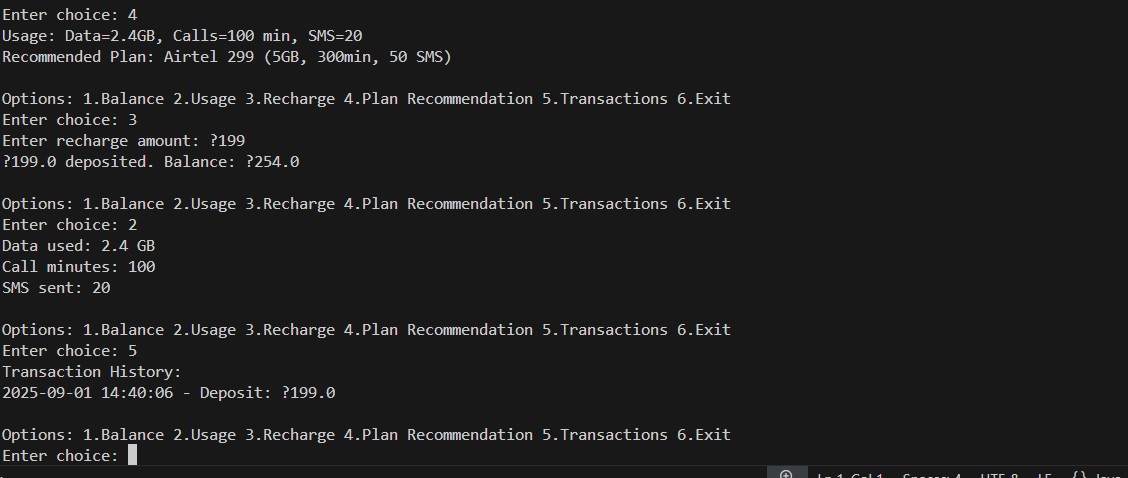 Enter choice: 4
Usage: Data=2.4GB, Calls=100 min, SMS=20
Recommended Plan: Airtel 299 (5GB, 300min, 50 SMS)
Options: 1.Balance 2.Usage 3.Recharge 4.Plan Recommendation 5.Transactions 6.Exit
Enter choice: 3
Enter recharge amount: ?199
?199.0 deposited. Balance: ?254.0
Options: 1.Balance 2.Usage 3.Recharge 4.Plan Recommendation 5.Transactions 6.Exit
Enter choice: 2
Data used: 2.4 GB
Call minutes: 100
SMS sent: 20
Options: 1.Balance 2.Usage 3.Recharge 4.Plan Recommendation 5.Transactions 6.Exit
Enter choice: 5
Transaction History:
2025-09-01 14:40:06 - Deposit: ?199.0
Options: 1.Balance 2.Usage 3.Recharge 4.Plan Recommendation 5.Transactions 6.Exit
Enter choice: